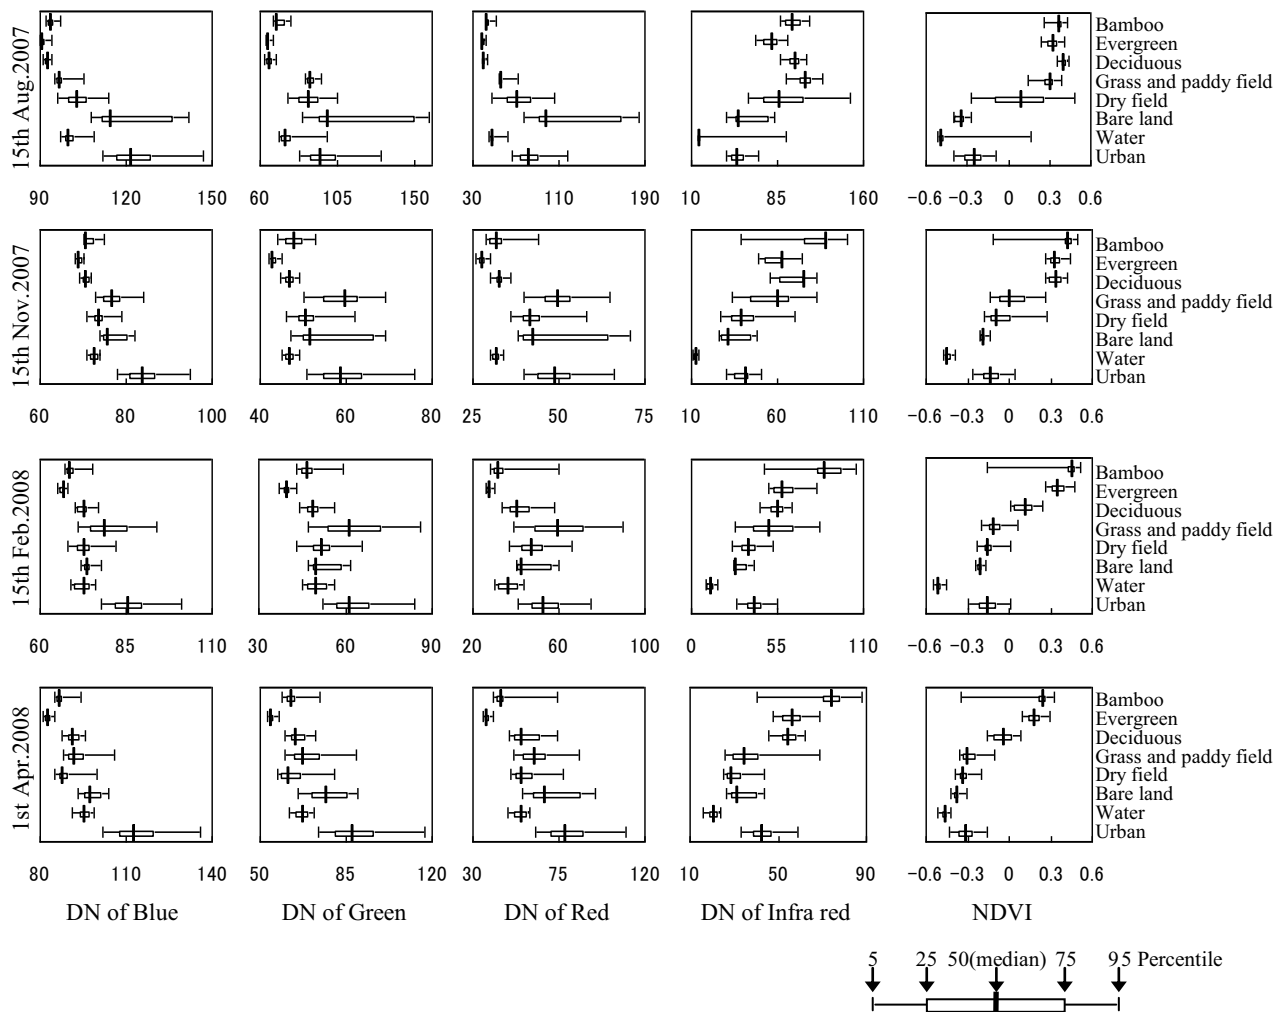 15th Aug.2007
Bamboo
Evergreen
Deciduous
Grass and paddy field
Dry field
Bare land
Water
Urban
90 120 150 60 105 150 30 110 190 10 85 160 −0.6 −0.3 0 0.3 0.6
15th Nov.2007
Bamboo
Evergreen
Deciduous
Grass and paddy field
Dry field
Bare land
Water
Urban
60 80 100 40 60 80 25 50 75 10 60 110 −0.6 −0.3 0 0.3 0.6
15th Feb.2008
Bamboo
Evergreen
Deciduous
Grass and paddy field
Dry field
Bare land
Water
Urban
60 85 110 30 60 90 20 60 100 0 55 110 −0.6 −0.3 0 0.3 0.6
1st Apr.2008
Bamboo
Evergreen
Deciduous
Grass and paddy field
Dry field
Bare land
Water
Urban
80 110 140 50 85 120 30 75 120 10 50 90 −0.6 −0.3 0 0.3 0.6
DN of Blue DN of Green DN of Red DN of Infra red NDVI
5 25 50(median) 75 95 Percentile